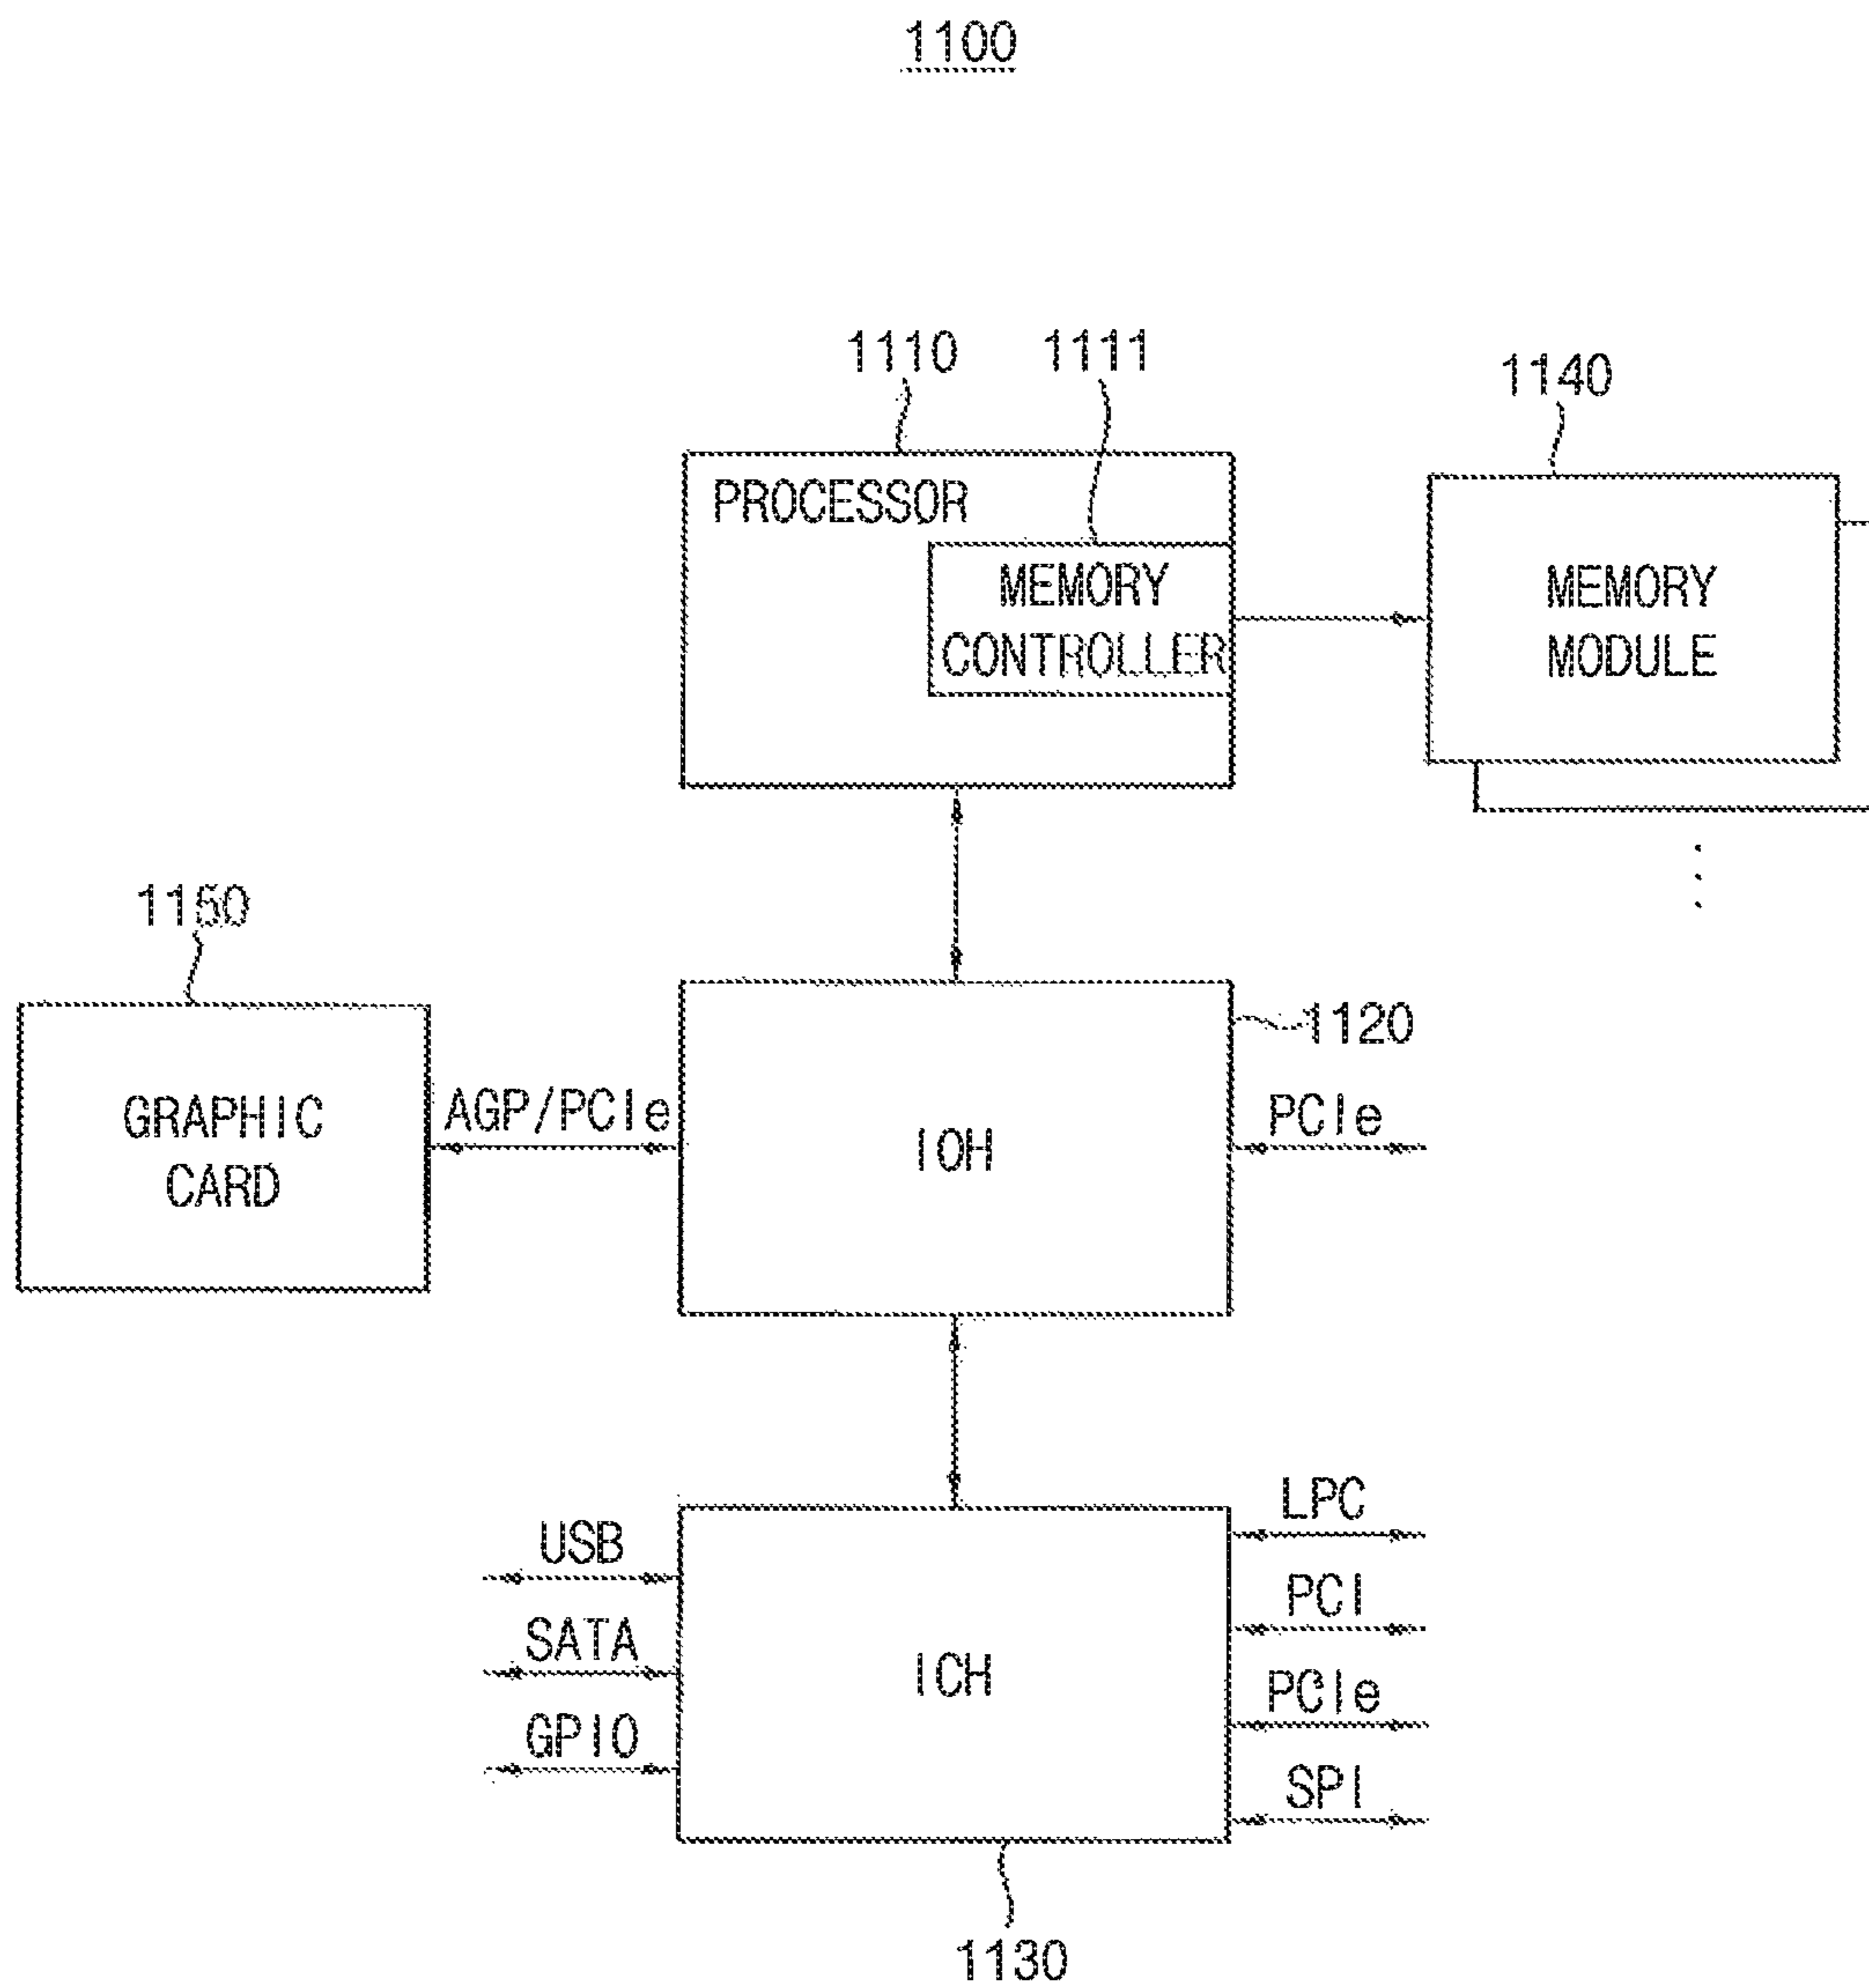 1100
1110
1111
1140
PROCESSOR
MEMORY
CONTROLLER
MEMORY
MODULE
1150
1120
GRAPHIC
CARD
AGP/PCIe
IOH
PCIe
USB
SATA
GPIO
ICH
LPC
PCI
PCIe
SPI
1130